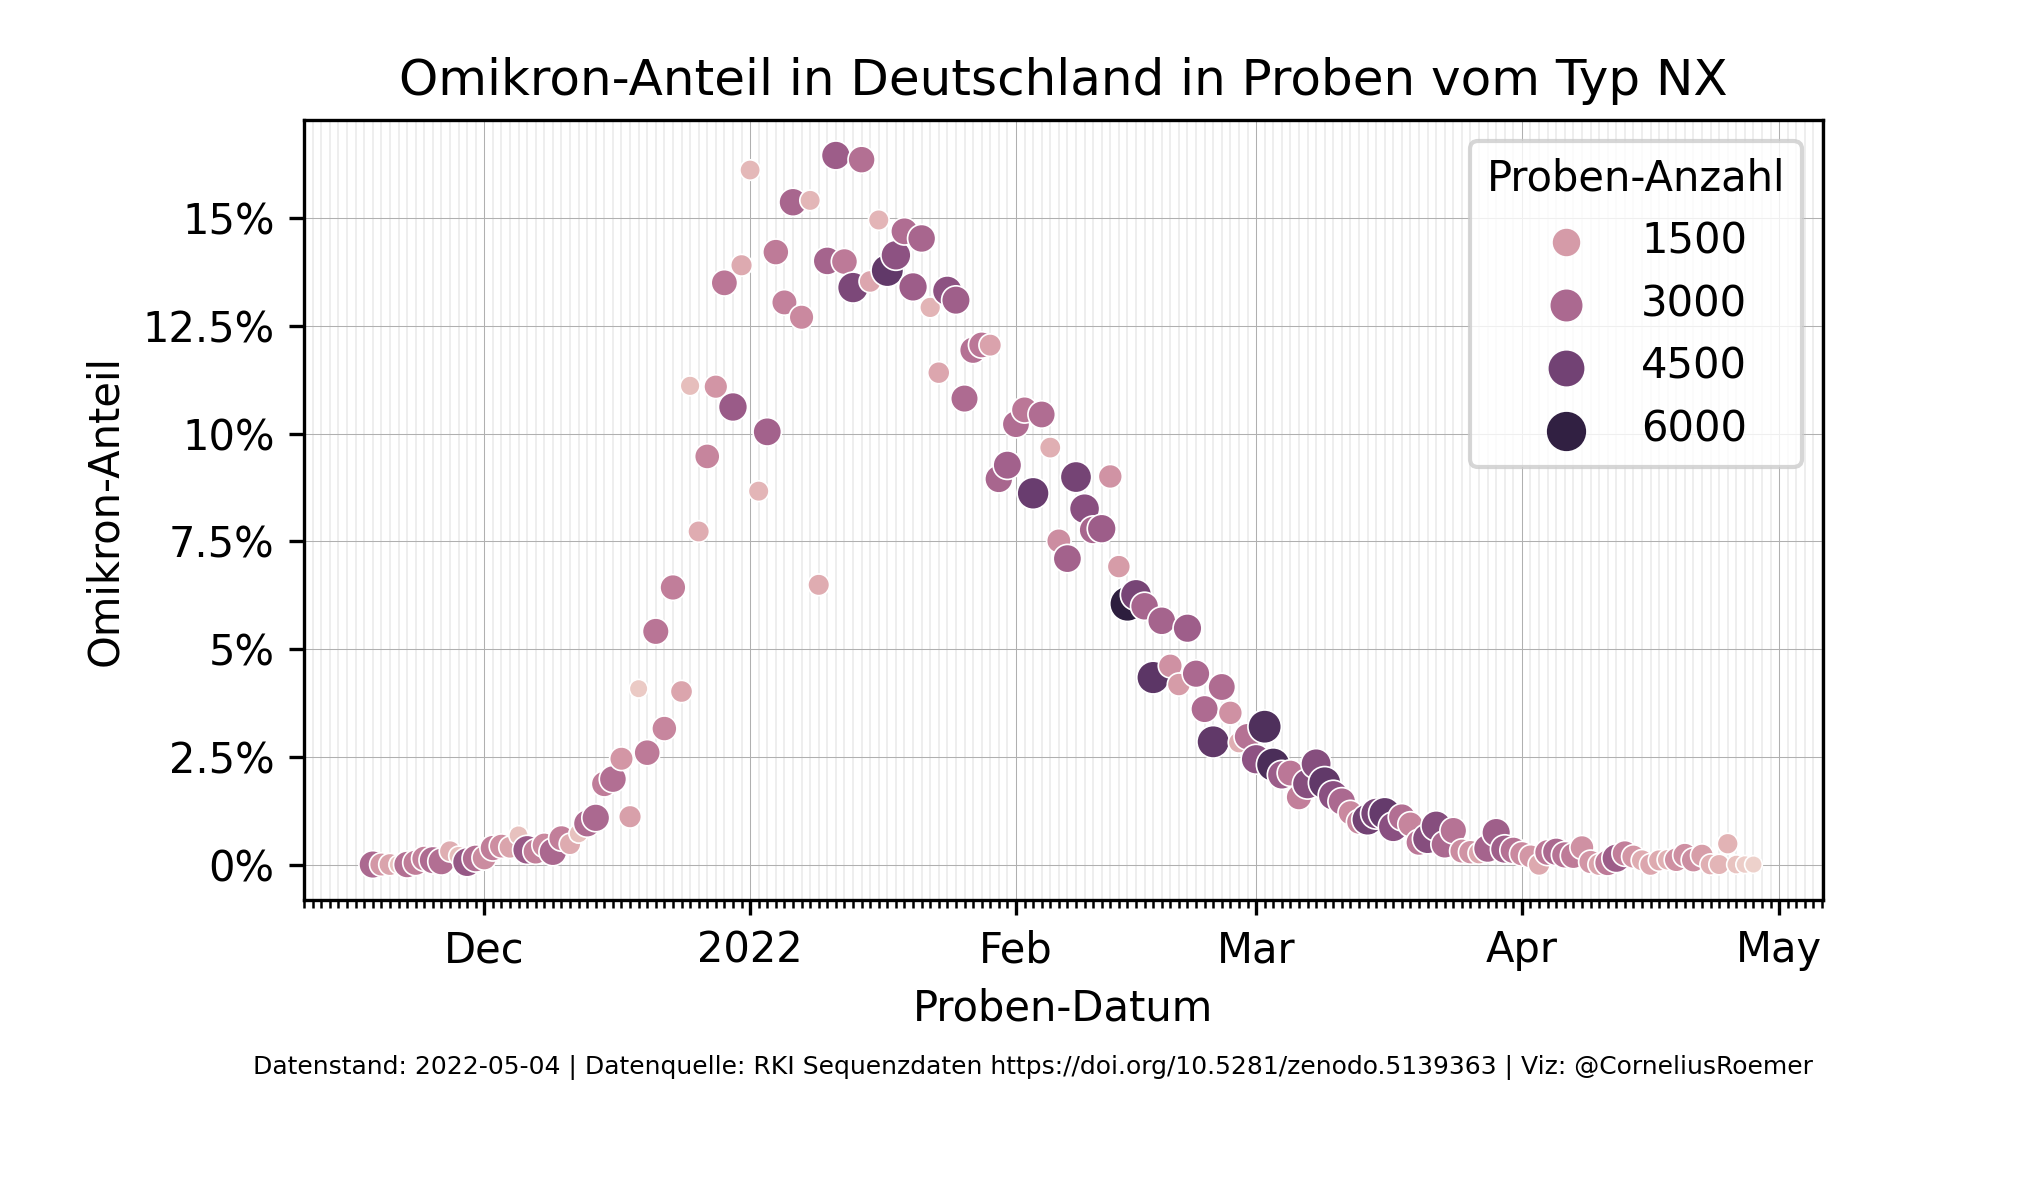 Omikron-Anteil in Deutschland in Proben vom Typ NX
Proben-Anzahl
1500
3000
4500
6000
15%
12.5%
10%
7.5%
5%
2.5%
0%
Omikron-Anteil
Dec 2022 Feb Mar Apr May
Proben-Datum
Datenstand: 2022-05-04 | Datenquelle: RKI Sequenzdaten https://doi.org/10.5281/zenodo.5139363 | Viz: @CorneliusRoemer